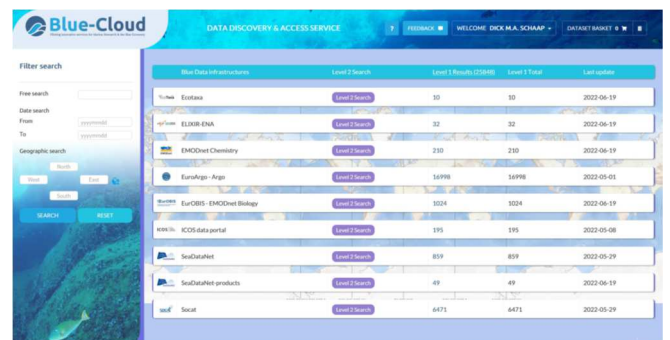 Blue-Cloud
DATA DISCOVERY & ACCESS SERVICE
?
FEEDBACK
WELCOME DICK M.A. SCHAAP
DATASET BASKET 0
Filter search
Free search
Date search
From
yyyymmdd
To
yyyymmdd
Geographic search
North
West
East
South
SEARCH
RESET
Blue Data infrastructures Level 2 Search Level 1 Results (25848) Level 1 Total Last update
Ecotaxa Level 2 Search 10 10 2022-06-19
ELIXIR-ENA Level 2 Search 32 32 2022-06-19
EMODnet Chemistry Level 2 Search 210 210 2022-06-19
EuroArgo - Argo Level 2 Search 16998 16998 2022-05-01
EurOBIS - EMODnet Biology Level 2 Search 1024 1024 2022-06-19
ICOS data portal Level 2 Search 195 195 2022-05-08
SeaDataNet Level 2 Search 859 859 2022-05-29
SeaDataNet-products Level 2 Search 49 49 2022-06-19
Socat Level 2 Search 6471 6471 2022-05-29